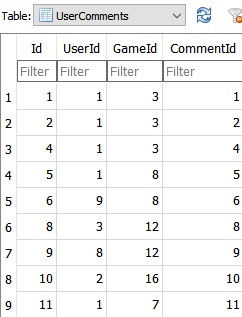 Table: UserComments
Id UserId GameId CommentId
Filter Filter Filter Filter
1 1 1 3 1
2 2 1 3 2
3 4 1 3 4
4 5 1 8 5
5 6 9 8 6
6 8 3 12 8
7 9 8 12 9
8 10 2 16 10
9 11 1 7 11